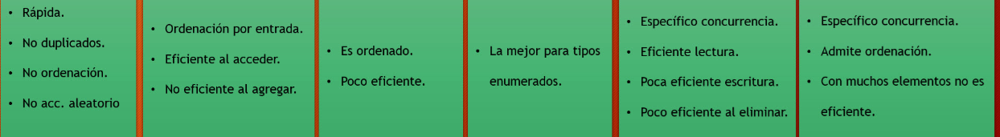 • Rápida.
• No duplicados.
• No ordenación.
• No acc. aleatorio
• Ordenación por entrada.
• Eficiente al acceder.
• No eficiente al agregar.
• Es ordenado.
• Poco eficiente.
• La mejor para tipos
enumerados.
• Específico concurrencia.
• Eficiente lectura.
• Poca eficiente escritura.
• Poco eficiente al eliminar.
• Específico concurrencia.
• Admite ordenación.
• Con muchos elementos no es
eficiente.